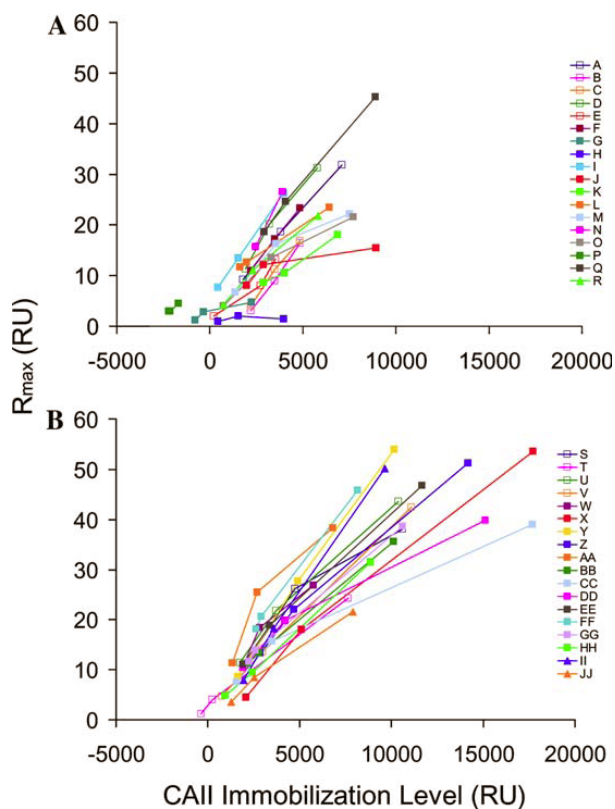 A
60
50
40
30
20
10
0
-5000 0 5000 10000 15000 20000
A
B
C
D
E
F
G
H
I
J
K
L
M
N
O
P
Q
R
Rmax (RU)
B
60
50
40
30
20
10
0
-5000 0 5000 10000 15000 20000
S
T
U
V
W
X
Y
Z
AA
BB
CC
DD
EE
FF
GG
HH
II
JJ
CAII Immobilization Level (RU)